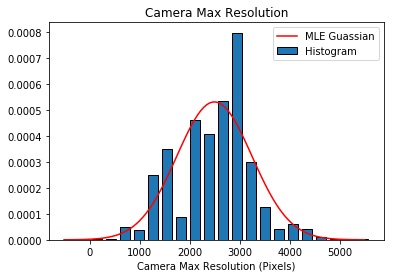 Camera Max Resolution
MLE Guassian
Histogram
0.0008
0.0007
0.0006
0.0005
0.0004
0.0003
0.0002
0.0001
0.0000
0 1000 2000 3000 4000 5000
Camera Max Resolution (Pixels)